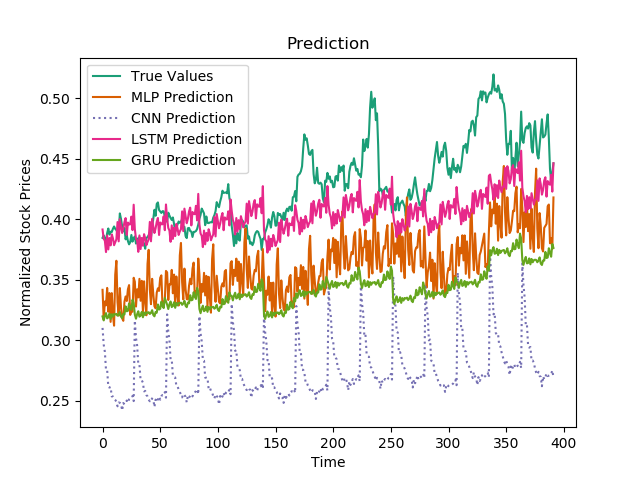 Prediction
True Values
MLP Prediction
CNN Prediction
LSTM Prediction
GRU Prediction
0.50
0.45
0.40
0.35
0.30
0.25
Normalized Stock Prices
0 50 100 150 200 250 300 350 400
Time